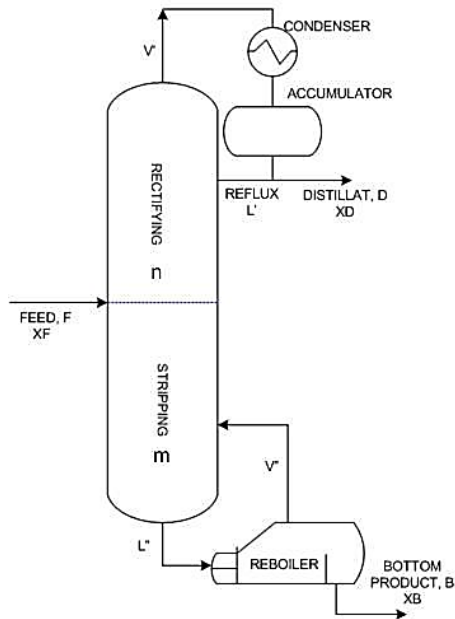 V'
CONDENSER
ACCUMULATOR
RECTIFYING
n
REFLUX
L'
DISTILLAT, D
XD
FEED, F
XF
STRIPPING
m
V"
L"
REBOILER
BOTTOM
PRODUCT, B
XB